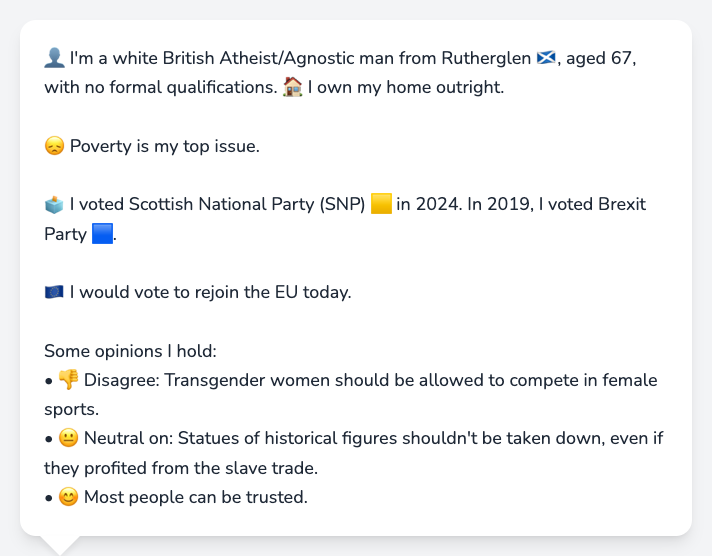 👤 I'm a white British Atheist/Agnostic man from Rutherglen 🏴󠁧󠁢󠁳󠁣󠁴󠁿, aged 67,
with no formal qualifications. 🏠 I own my home outright.
😞 Poverty is my top issue.
🗳️ I voted Scottish National Party (SNP) 🟨 in 2024. In 2019, I voted Brexit
Party 🟦.
🇪🇺 I would vote to rejoin the EU today.
Some opinions I hold:
• 👎 Disagree: Transgender women should be allowed to compete in female
sports.
• 😐 Neutral on: Statues of historical figures shouldn't be taken down, even if
they profited from the slave trade.
• 😊 Most people can be trusted.